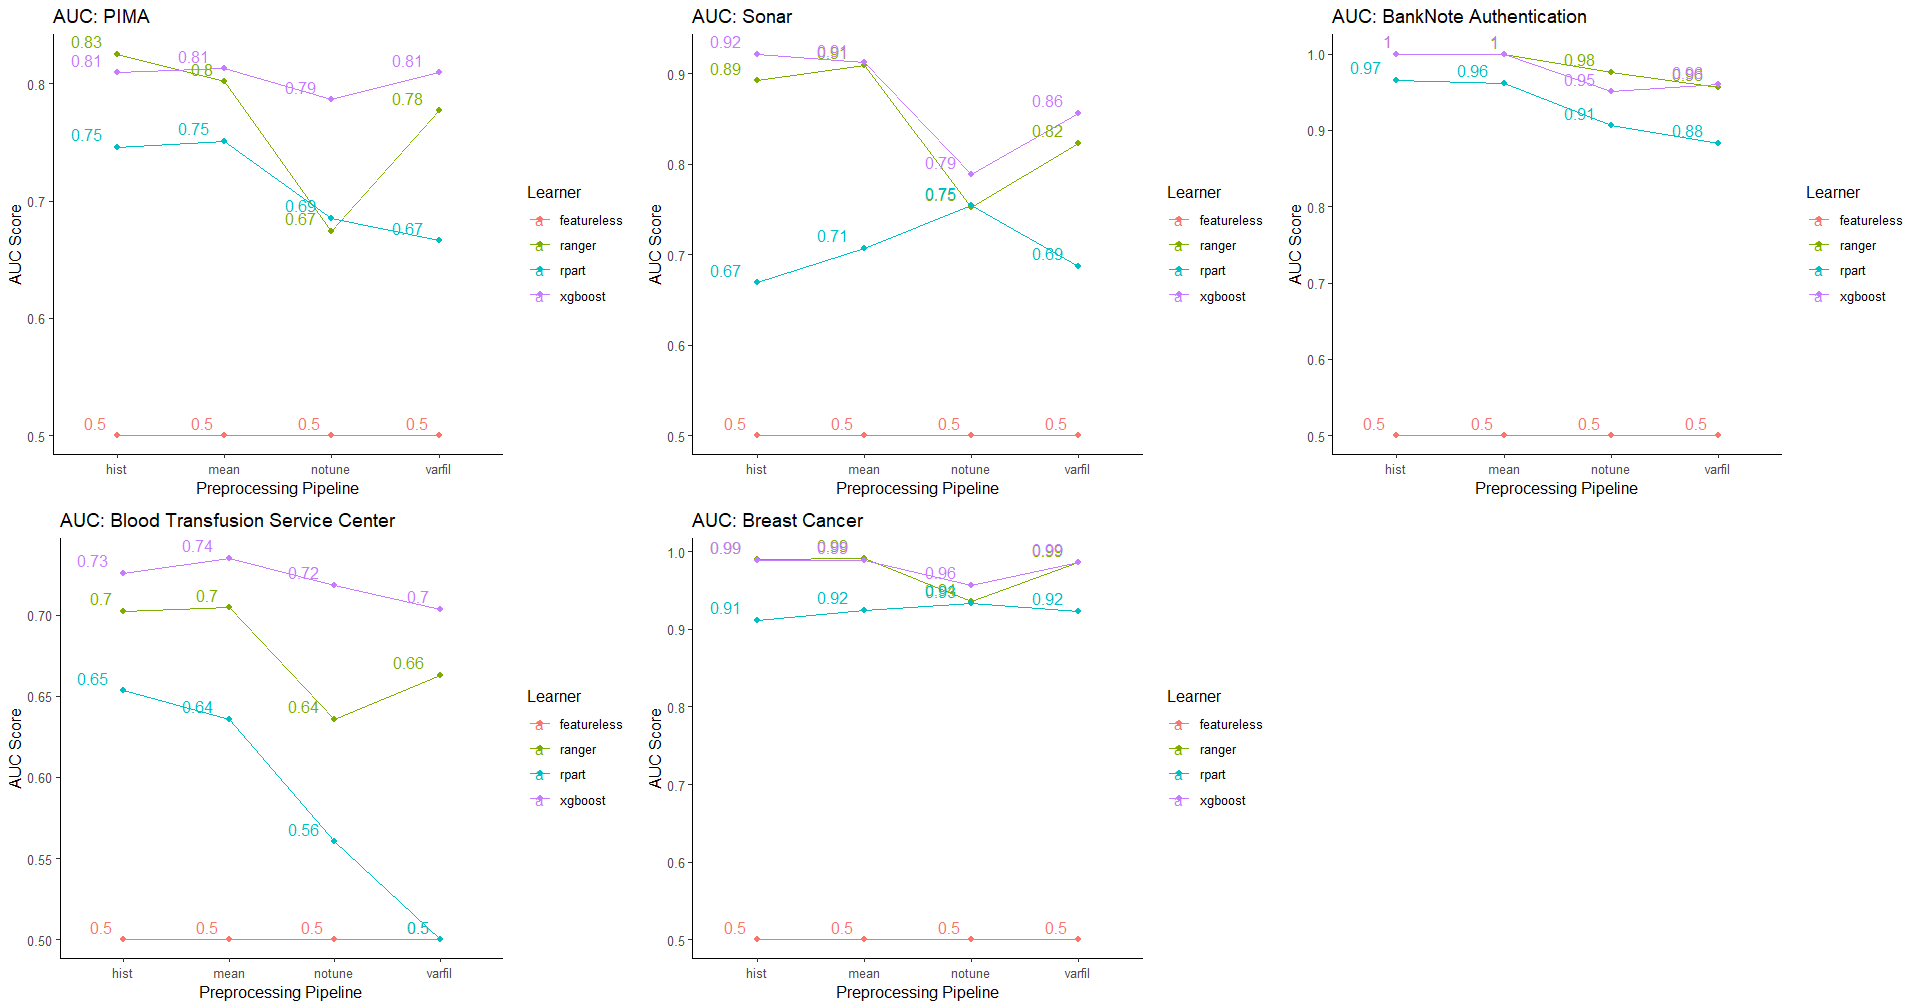 AUC: PIMA
0.83
0.81
0.81
0.8
0.79
0.81
0.78
0.75
0.75
0.69
0.67
0.67
0.5
0.5
0.5
0.5
0.8
0.7
0.6
0.5
AUC Score
hist
mean
notune
varfil
Preprocessing Pipeline
Learner
a featureless
a ranger
a rpart
a xgboost
AUC: Sonar
0.92
0.91
0.91
0.89
0.86
0.82
0.79
0.75
0.75
0.71
0.69
0.67
0.5
0.5
0.5
0.5
0.9
0.8
0.7
0.6
0.5
AUC Score
hist
mean
notune
varfil
Preprocessing Pipeline
Learner
a featureless
a ranger
a rpart
a xgboost
AUC: BankNote Authentication
1
1
0.97
0.96
0.98
0.95
0.96
0.91
0.88
0.5
0.5
0.5
0.5
1.0
0.9
0.8
0.7
0.6
0.5
AUC Score
hist
mean
notune
varfil
Preprocessing Pipeline
Learner
a featureless
a ranger
a rpart
a xgboost
AUC: Blood Transfusion Service Center
0.73
0.74
0.72
0.7
0.7
0.7
0.66
0.64
0.65
0.64
0.56
0.5
0.5
0.5
0.5
0.70
0.65
0.60
0.55
0.50
AUC Score
hist
mean
notune
varfil
Preprocessing Pipeline
Learner
a featureless
a ranger
a rpart
a xgboost
AUC: Breast Cancer
0.99
0.99
0.99
0.96
0.99
0.99
0.94
0.93
0.91
0.92
0.92
0.5
0.5
0.5
0.5
1.0
0.9
0.8
0.7
0.6
0.5
AUC Score
hist
mean
notune
varfil
Preprocessing Pipeline
Learner
a featureless
a ranger
a rpart
a xgboost